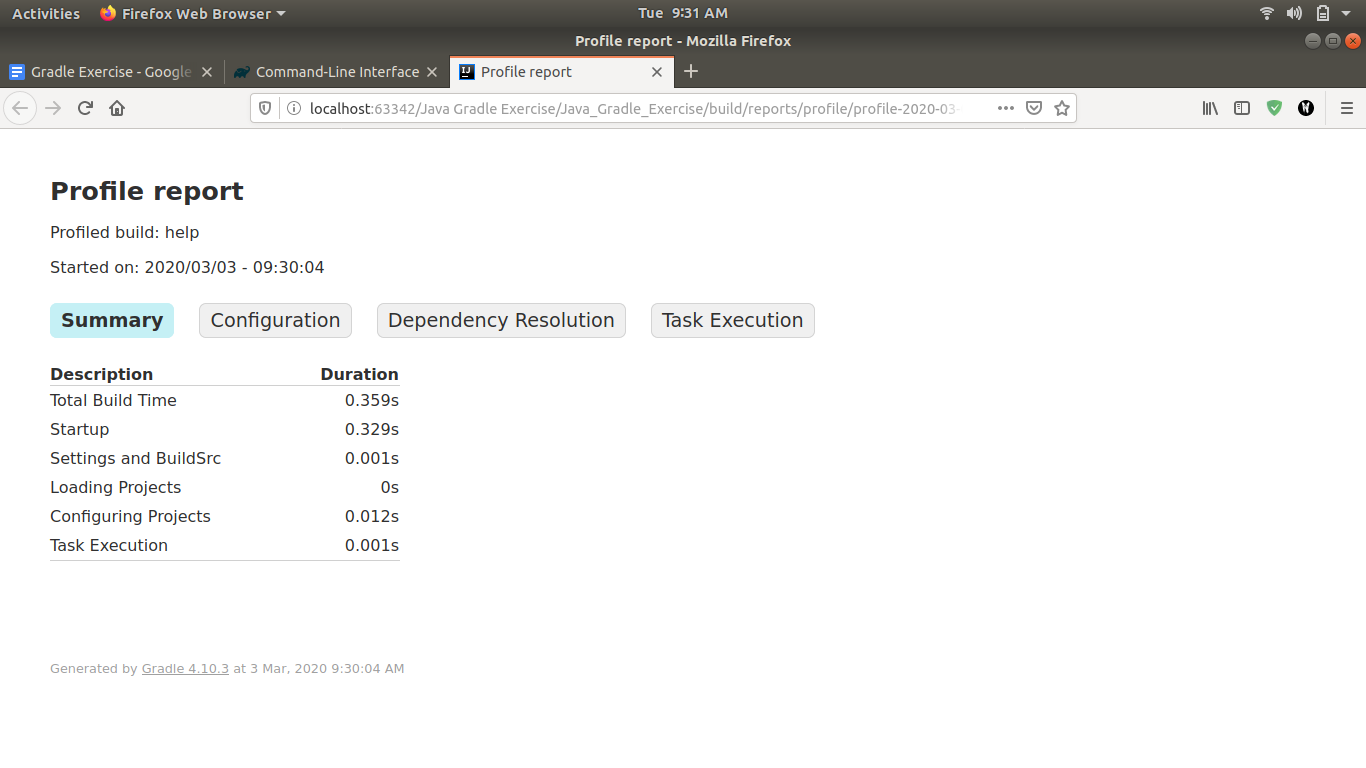 Activities Firefox Web Browser Tue 9:31 AM
Profile report - Mozilla Firefox
Gradle Exercise - Google Command-Line Interface Profile report
localhost:63342/Java Gradle Exercise/Java_Gradle_Exercise/build/reports/profile/profile-2020-03-
Profile report
Profiled build: help
Started on: 2020/03/03 - 09:30:04
Summary Configuration Dependency Resolution Task Execution
Description Duration
Total Build Time 0.359s
Startup 0.329s
Settings and BuildSrc 0.001s
Loading Projects 0s
Configuring Projects 0.012s
Task Execution 0.001s
Generated by Gradle 4.10.3 at 3 Mar, 2020 9:30:04 AM